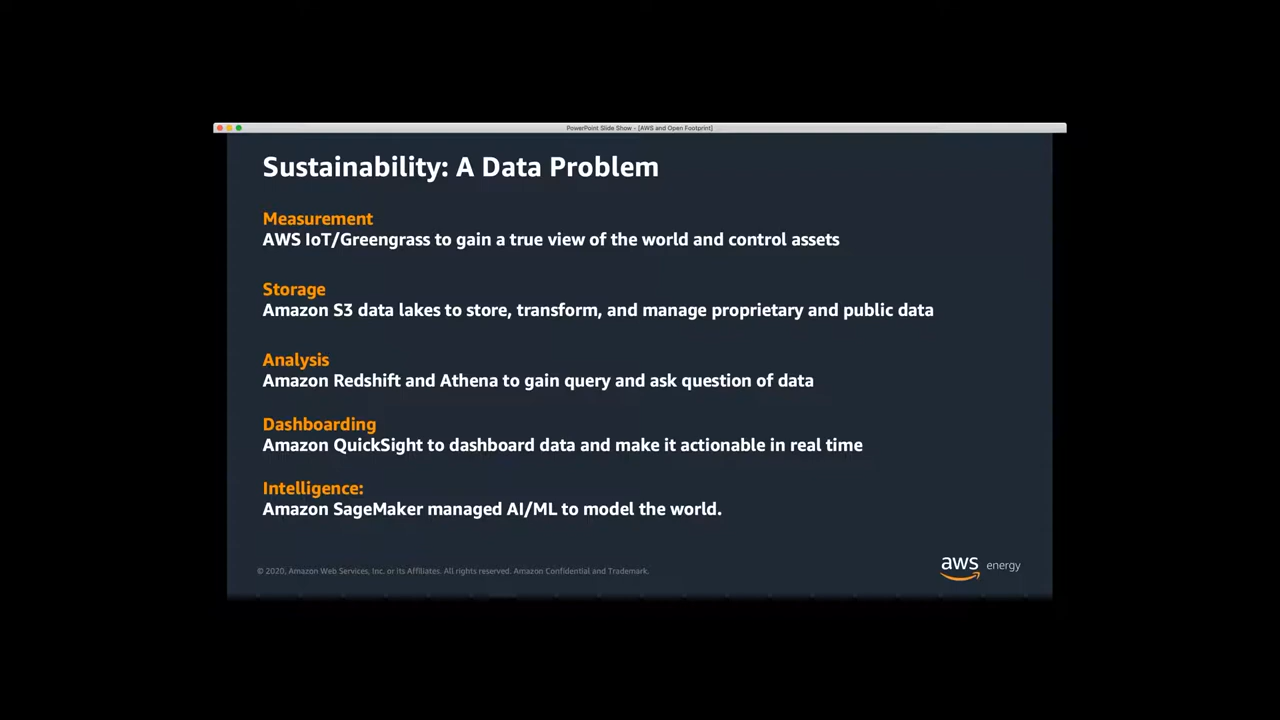 PowerPoint Slide Show - [AWS and Open Footprint]
Sustainability: A Data Problem
Measurement
AWS IoT/Greengrass to gain a true view of the world and control assets
Storage
Amazon S3 data lakes to store, transform, and manage proprietary and public data
Analysis
Amazon Redshift and Athena to gain query and ask question of data
Dashboarding
Amazon QuickSight to dashboard data and make it actionable in real time
Intelligence:
Amazon SageMaker managed AI/ML to model the world.
© 2020, Amazon Web Services, Inc. or its Affiliates. All rights reserved. Amazon Confidential and Trademark.
aws energy